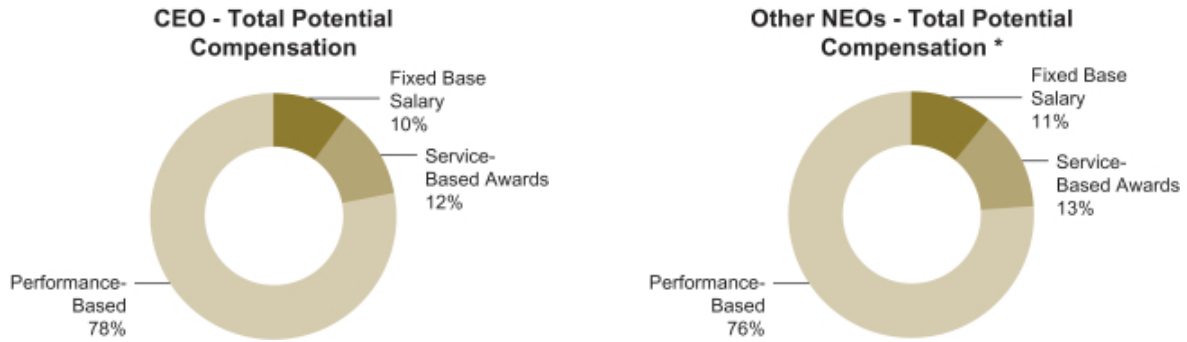 CEO - Total Potential
Compensation
Fixed Base
Salary
10%
Service-
Based Awards
12%
Performance-
Based
78%
Other NEOs - Total Potential
Compensation *
Fixed Base
Salary
11%
Service-
Based Awards
13%
Performance-
Based
76%